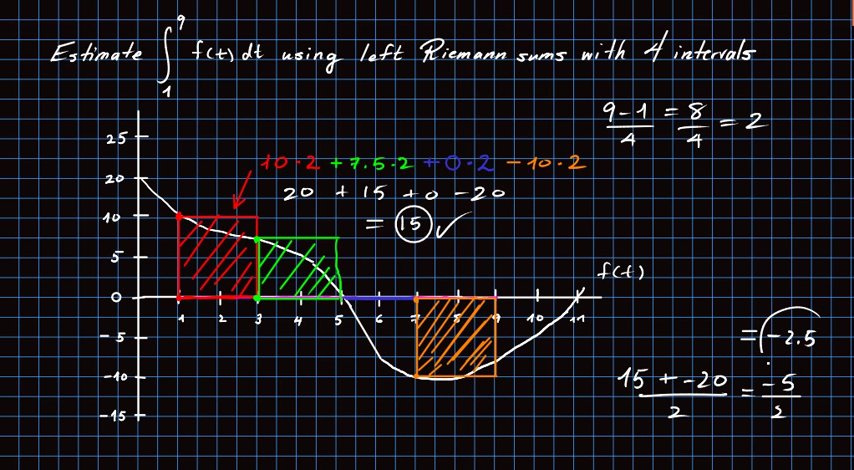 Estimate ∫₁⁹ f(t) dt using left Riemann sums with 4 intervals
9-1/4 = 8/4 = 2
10·2 +7.5·2 +0·2 -10·2
20 + 15 + 0 - 20
= 15 ✓
25
20
10
5
0
-5
-10
-15
1 2 3 4 5 7 8 9 10 11
f(t)
= -2.5
15 + -20/2 = -5/2